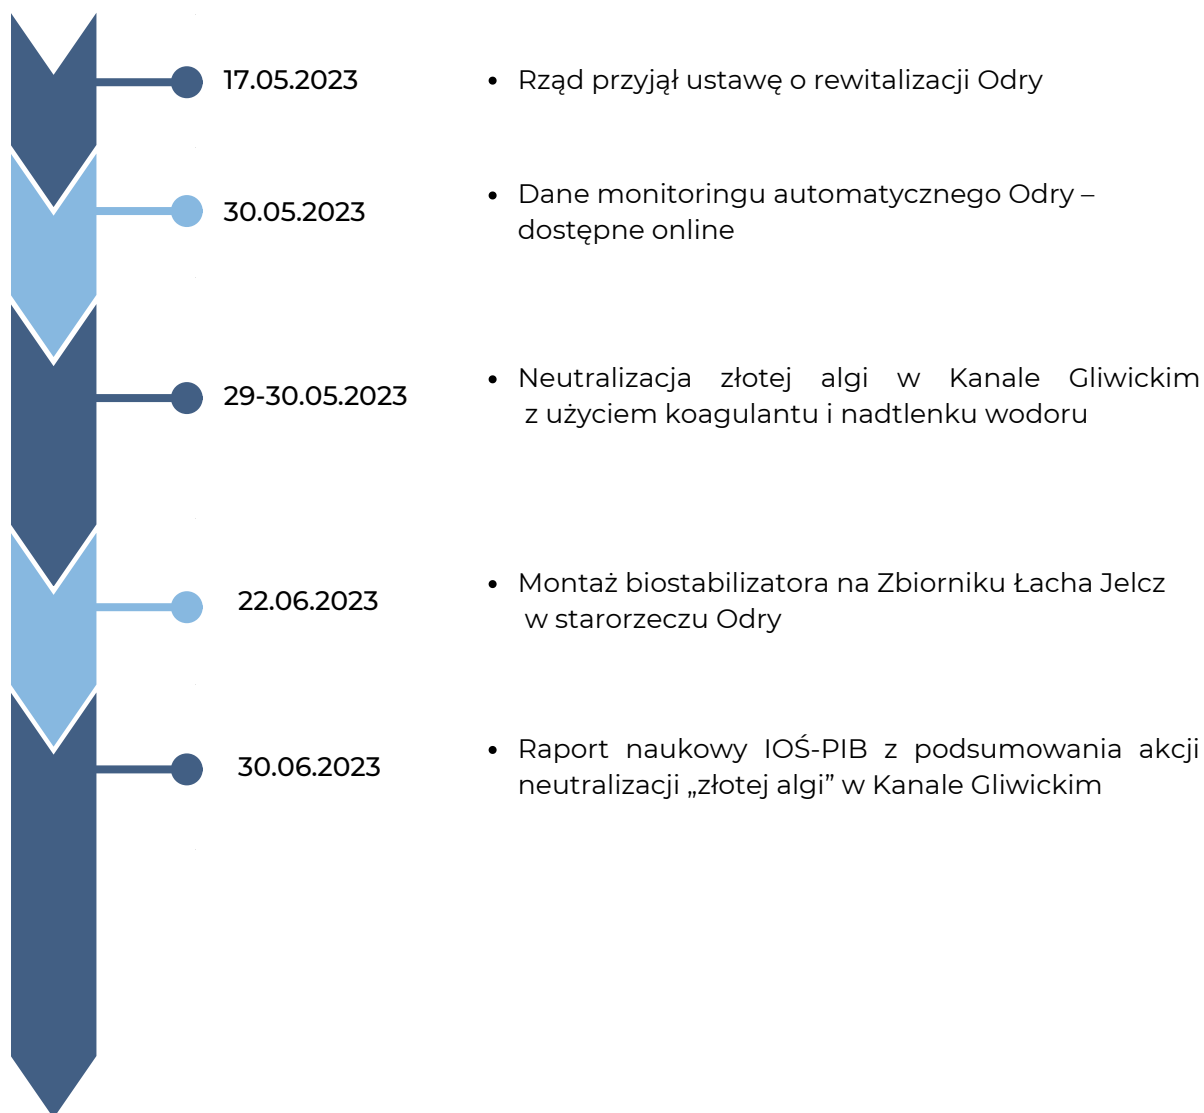 17.05.2023
• Rząd przyjął ustawę o rewitalizacji Odry
30.05.2023
• Dane monitoringu automatycznego Odry –
dostępne online
29-30.05.2023
• Neutralizacja złotej algi w Kanale Gliwickim
z użyciem koagulantu i nadtlenku wodoru
22.06.2023
• Montaż biostabilizatora na Zbiorniku Łacha Jelcz
w starorzeczu Odry
30.06.2023
• Raport naukowy IOŚ-PIB z podsumowania akcji
neutralizacji „złotej algi” w Kanale Gliwickim